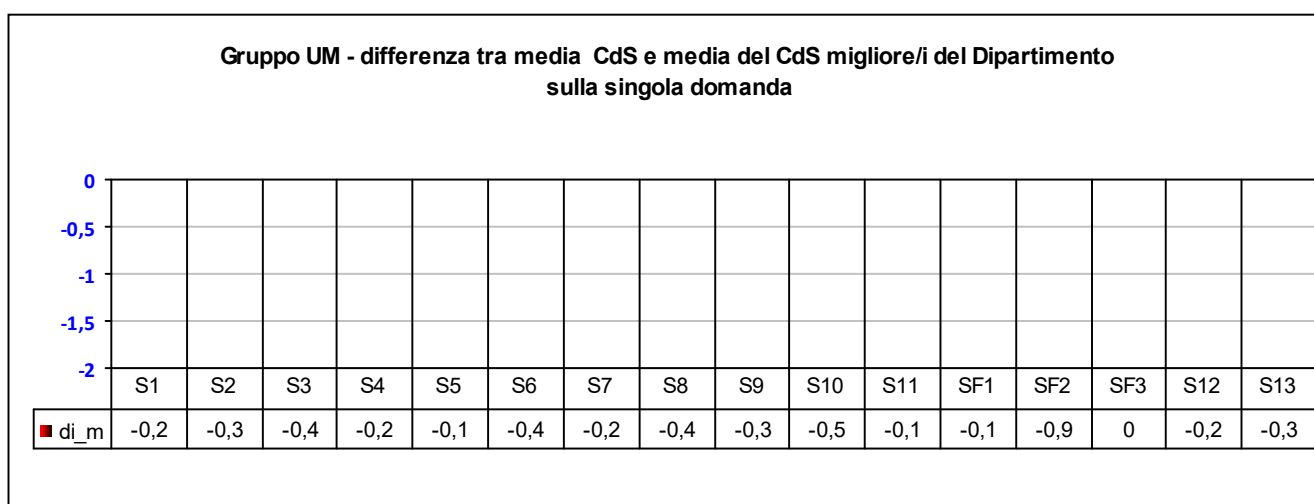 Gruppo UM - differenza tra media CdS e media del CdS migliore/i del Dipartimento
sulla singola domanda
0
-0,5
-1
-1,5
-2
S1 S2 S3 S4 S5 S6 S7 S8 S9 S10 S11 SF1 SF2 SF3 S12 S13
di_m -0,2 -0,3 -0,4 -0,2 -0,1 -0,4 -0,2 -0,4 -0,3 -0,5 -0,1 -0,1 -0,9 0 -0,2 -0,3